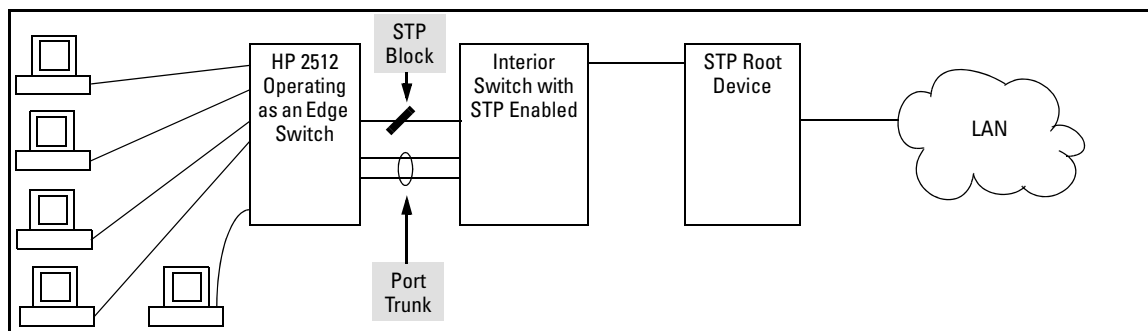 STP
Block
HP 2512
Operating
as an Edge
Switch
Interior
Switch with
STP Enabled
STP Root
Device
LAN
Port
Trunk